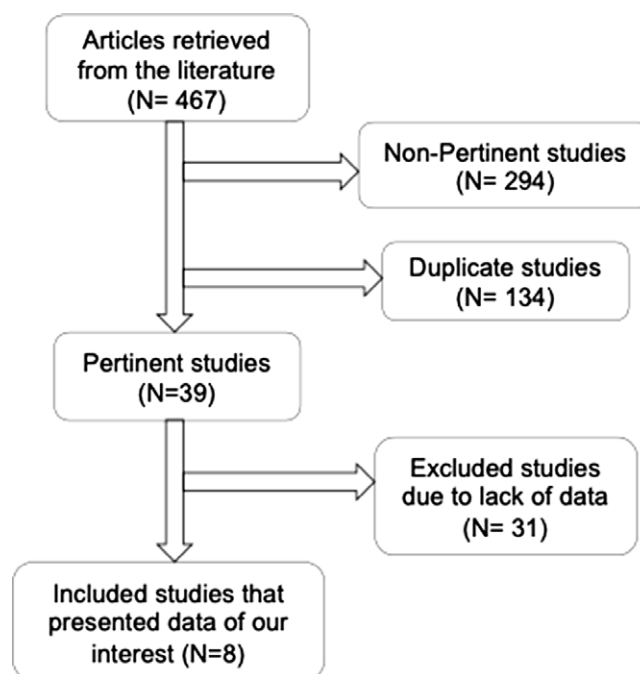 Articles retrieved
from the literature
(N= 467)
Non-Pertinent studies
(N= 294)
Duplicate studies
(N= 134)
Pertinent studies
(N=39)
Excluded studies
due to lack of data
(N= 31)
Included studies that
presented data of our
interest (N=8)